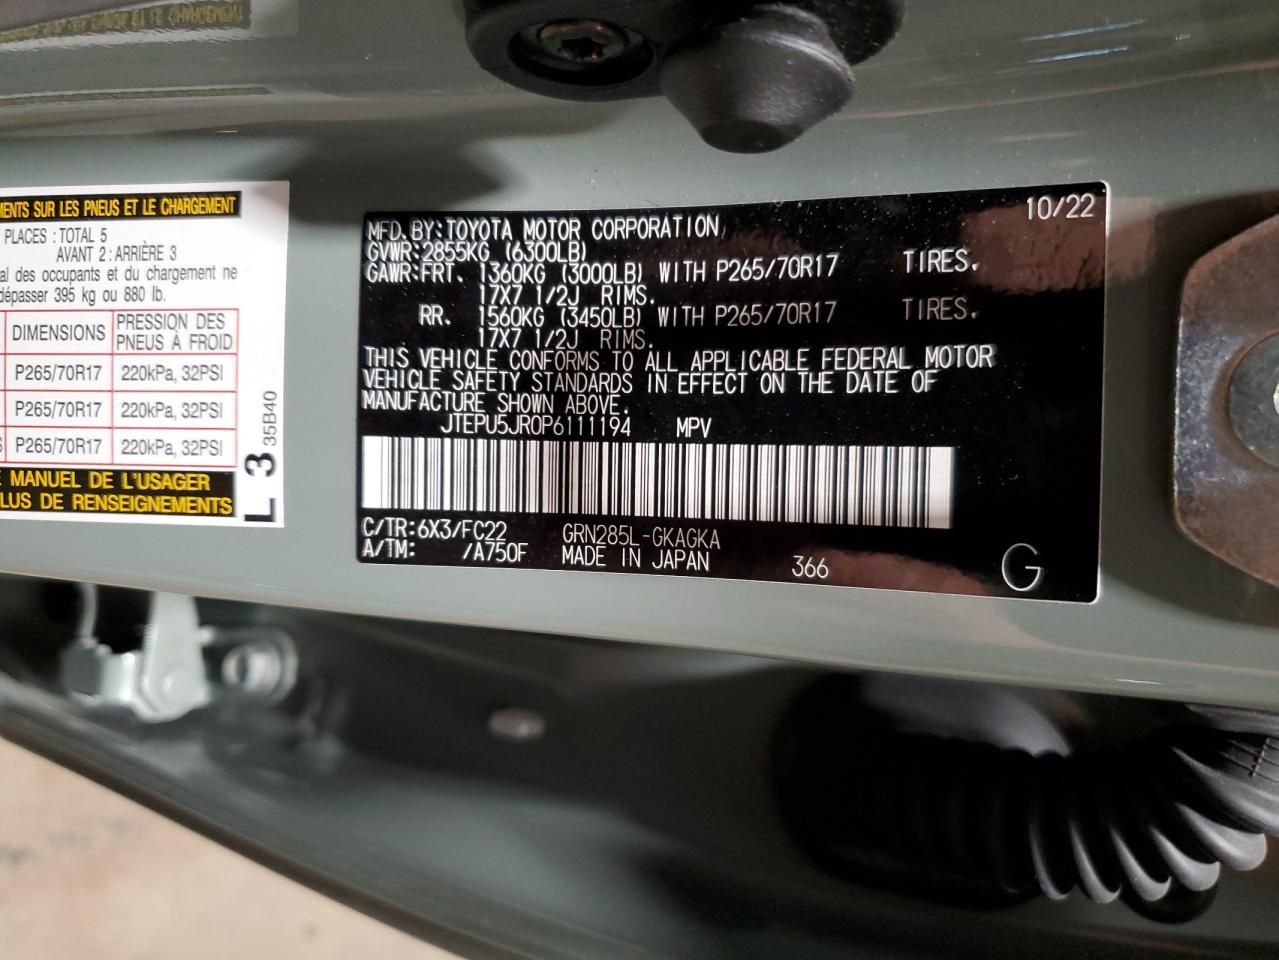 MENTS SUR LES PNEUS ET LE CHARGEMENT
PLACES : TOTAL 5
AVANT 2 : ARRIÈRE 3
al des occupants et du chargement ne
dépasser 395 kg ou 880 lb.
DIMENSIONS PRESSION DES PNEUS À FROID
P265/70R17 220kPa, 32PSI
P265/70R17 220kPa, 32PSI
P265/70R17 220kPa, 32PSI
E MANUEL DE L'USAGER
PLUS DE RENSEIGNEMENTS
L 3 35B40
10/22
MFD. BY: TOYOTA MOTOR CORPORATION
GVWR: 2855KG (6300LB)
GAWR: FRT. 1360KG (3000LB) WITH P265/70R17 TIRES.
17X7 1/2J RIMS.
RR. 1560KG (3450LB) WITH P265/70R17 TIRES.
17X7 1/2J RIMS.
THIS VEHICLE CONFORMS TO ALL APPLICABLE FEDERAL MOTOR
VEHICLE SAFETY STANDARDS IN EFFECT ON THE DATE OF
MANUFACTURE SHOWN ABOVE.
JTEPU5JR0P6111194 MPV
C/TR: 6X3/FC22 GRN285L-GKAGKA
A/TM: /A750F MADE IN JAPAN 366 G